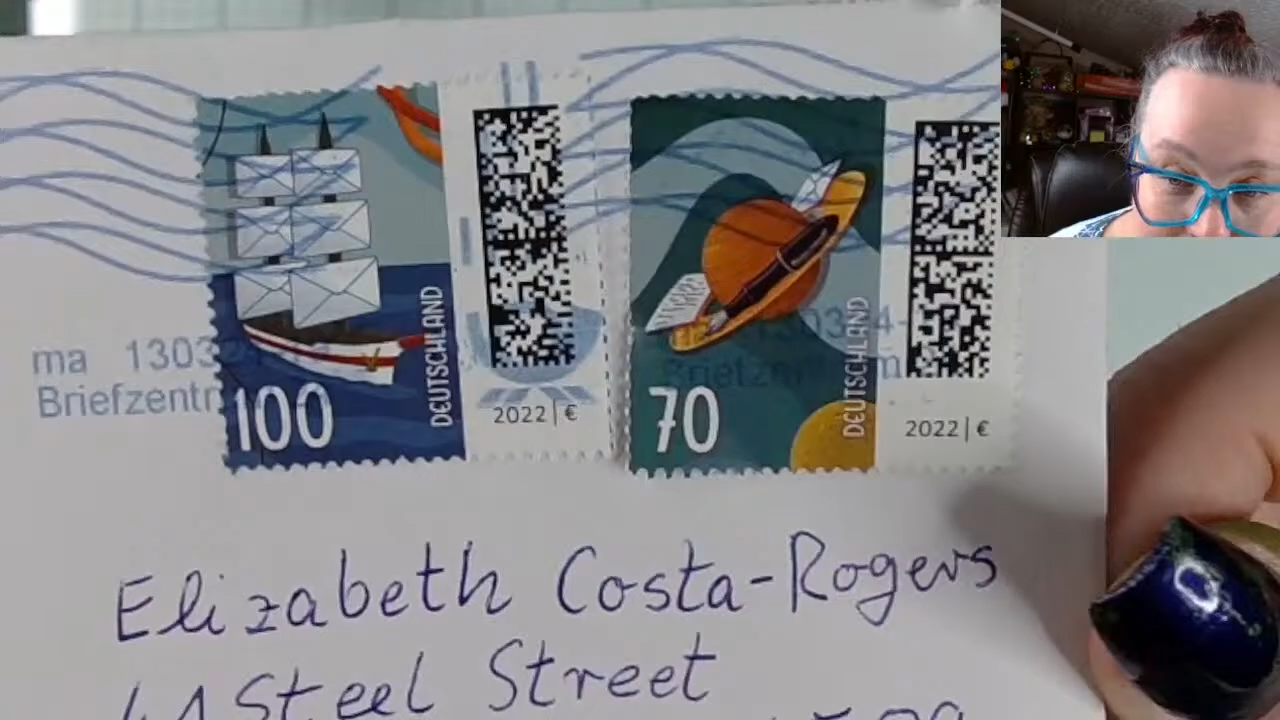 ma 1303
Briefzentr
100
DEUTSCHLAND
2022 | €
70
DEUTSCHLAND
2022 | €
Elizabeth Costa-Rogers
Steel Street